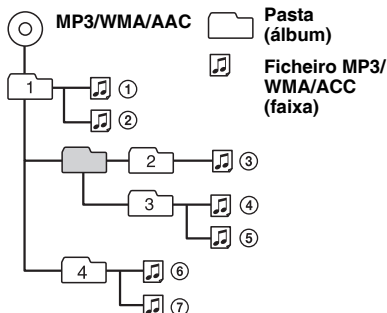 MP3/WMA/AAC
Pasta
(álbum)
Ficheiro MP3/
WMA/ACC
(faixa)
1
①
②
2
③
3
④
⑤
4
⑥
⑦